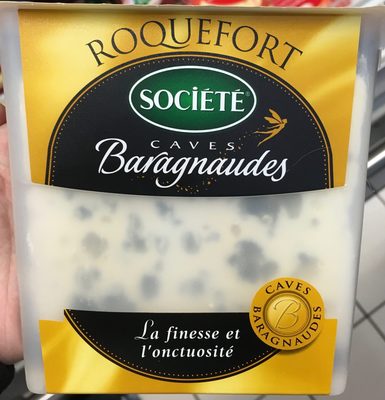 ROQUEFORT
SOCIÉTÉ®
CAVES
Baragnaudes
CAVES
B
BARAGNAUDES
La finesse et
l'onctuosité